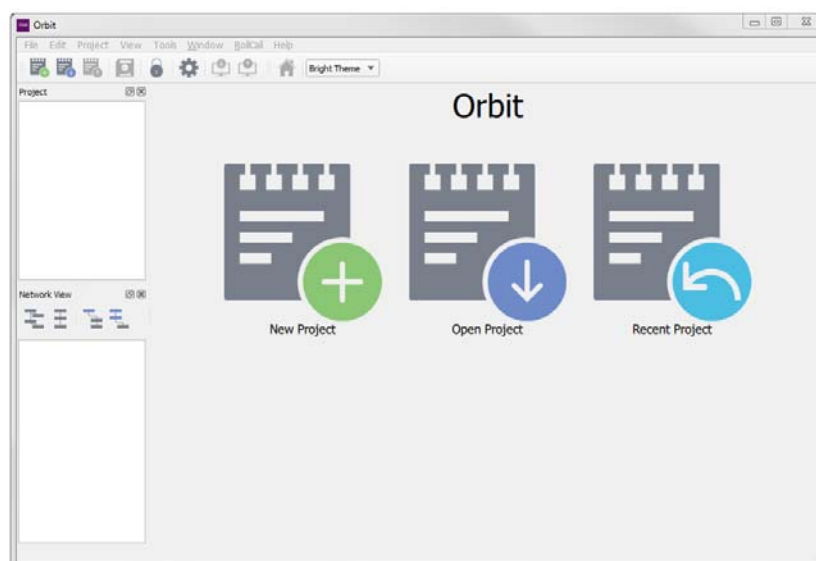 Orbit
File Edit Project View Tools Window RollCall Help
Bright Theme
Project
Orbit
New Project Open Project Recent Project
Network View